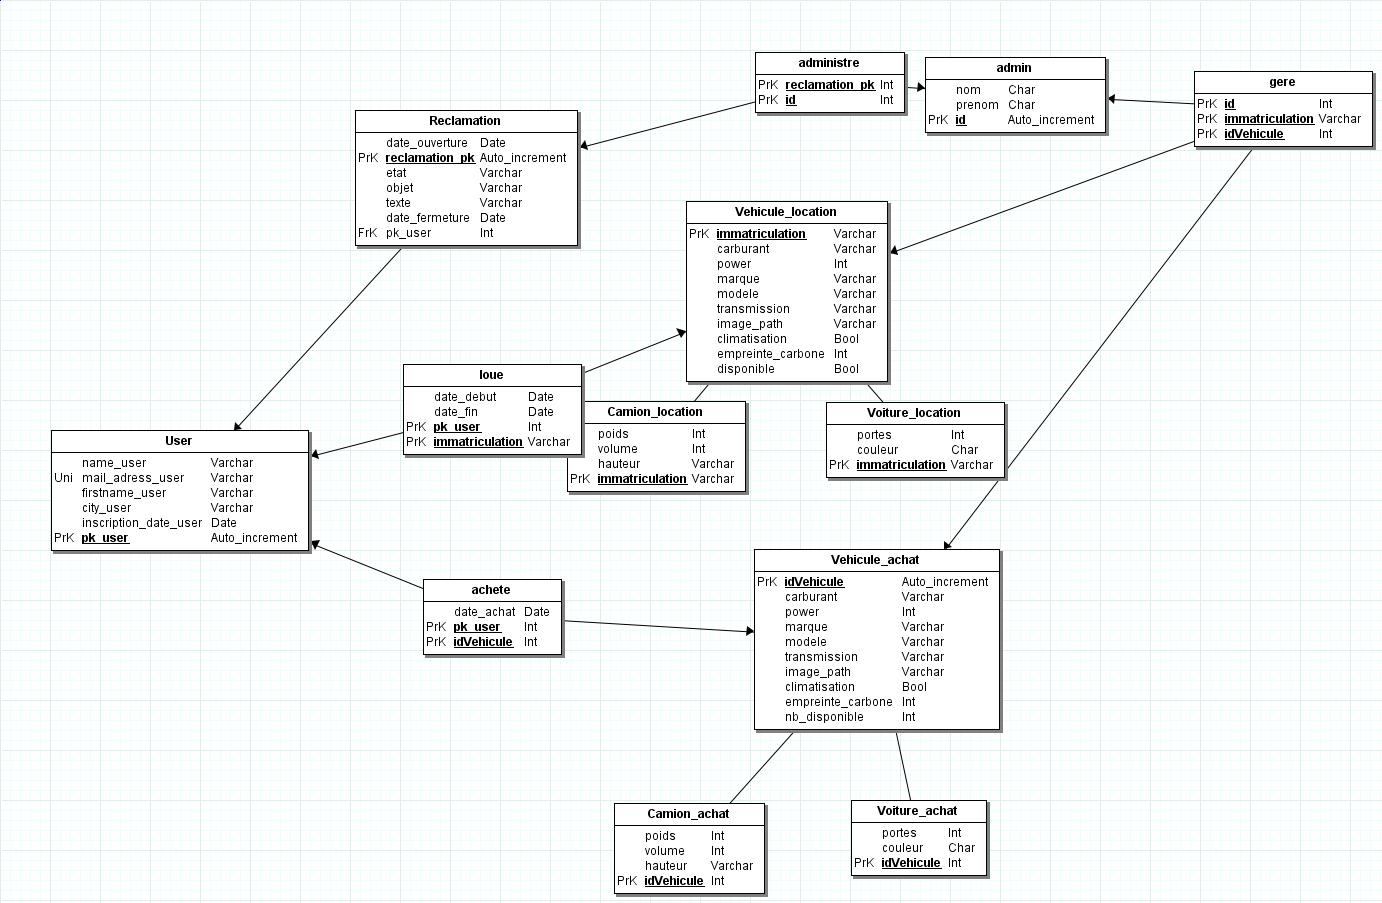 administre
PrK reclamation_pk Int
PrK id Int
admin
nom Char
prenom Char
PrK id Auto_increment
gere
PrK id Int
PrK immatriculation Varchar
PrK idVehicule Int
Reclamation
date_ouverture Date
PrK reclamation_pk Auto_increment
etat Varchar
objet Varchar
texte Varchar
date_fermeture Date
FrK pk_user Int
Vehicule_location
PrK immatriculation Varchar
carburant Varchar
power Int
marque Varchar
modele Varchar
transmission Varchar
image_path Varchar
climatisation Bool
empreinte_carbone Int
disponible Bool
loue
date_debut Date
date_fin Date
PrK pk_user Int
PrK immatriculation Varchar
Camion_location
poids Int
volume Int
hauteur Varchar
PrK immatriculation Varchar
Voiture_location
portes Int
couleur Char
PrK immatriculation Varchar
User
name_user Varchar
Uni mail_adress_user Varchar
firstname_user Varchar
city_user Varchar
inscription_date_user Date
PrK pk_user Auto_increment
achete
date_achat Date
PrK pk_user Int
PrK idVehicule Int
Vehicule_achat
PrK idVehicule Auto_increment
carburant Varchar
power Int
marque Varchar
modele Varchar
transmission Varchar
image_path Varchar
climatisation Bool
empreinte_carbone Int
nb_disponible Int
Camion_achat
poids Int
volume Int
hauteur Varchar
PrK idVehicule Int
Voiture_achat
portes Int
couleur Char
PrK idVehicule Int